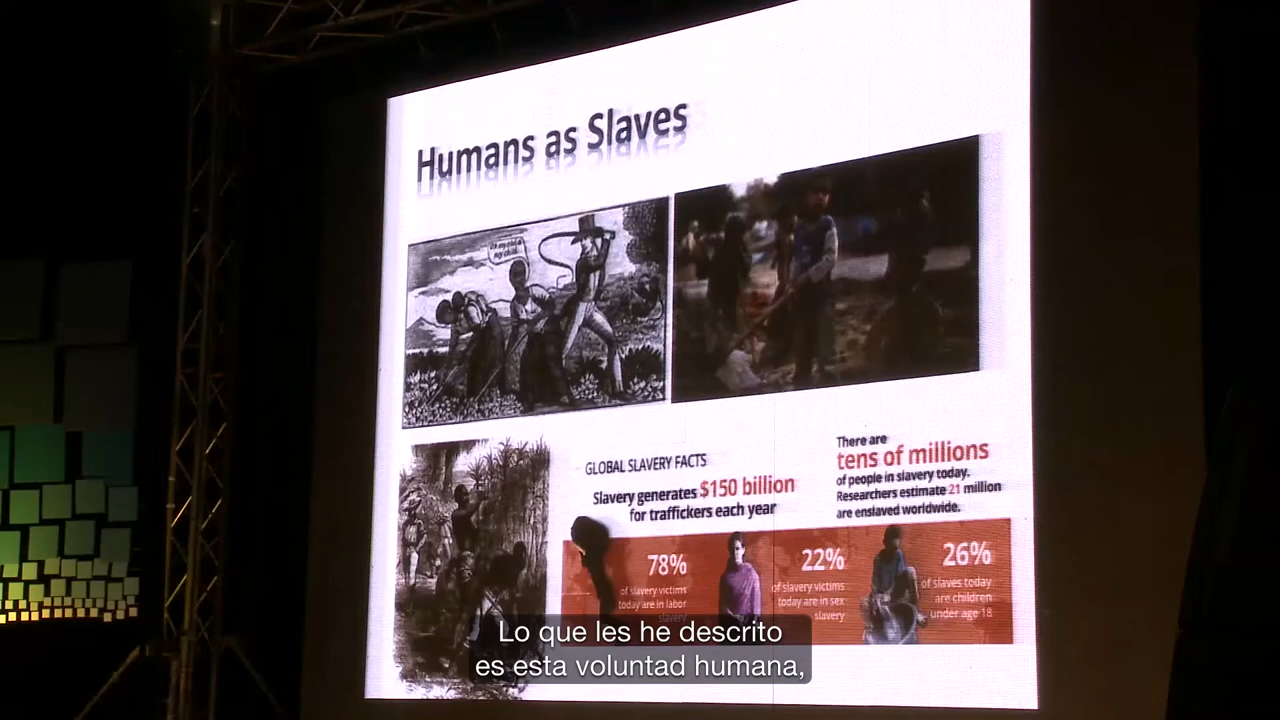 Humans as Slaves
GLOBAL SLAVERY FACTS
Slavery generates $150 billion
for traffickers each year
There are
tens of millions
of people in slavery today.
Researchers estimate 21 million
are enslaved worldwide.
78%
of slavery victims
today are in labor
slavery
22%
of slavery victims
today are in sex
slavery
26%
of slaves today
are children
under age 18
Lo que les he descrito
es esta voluntad humana,